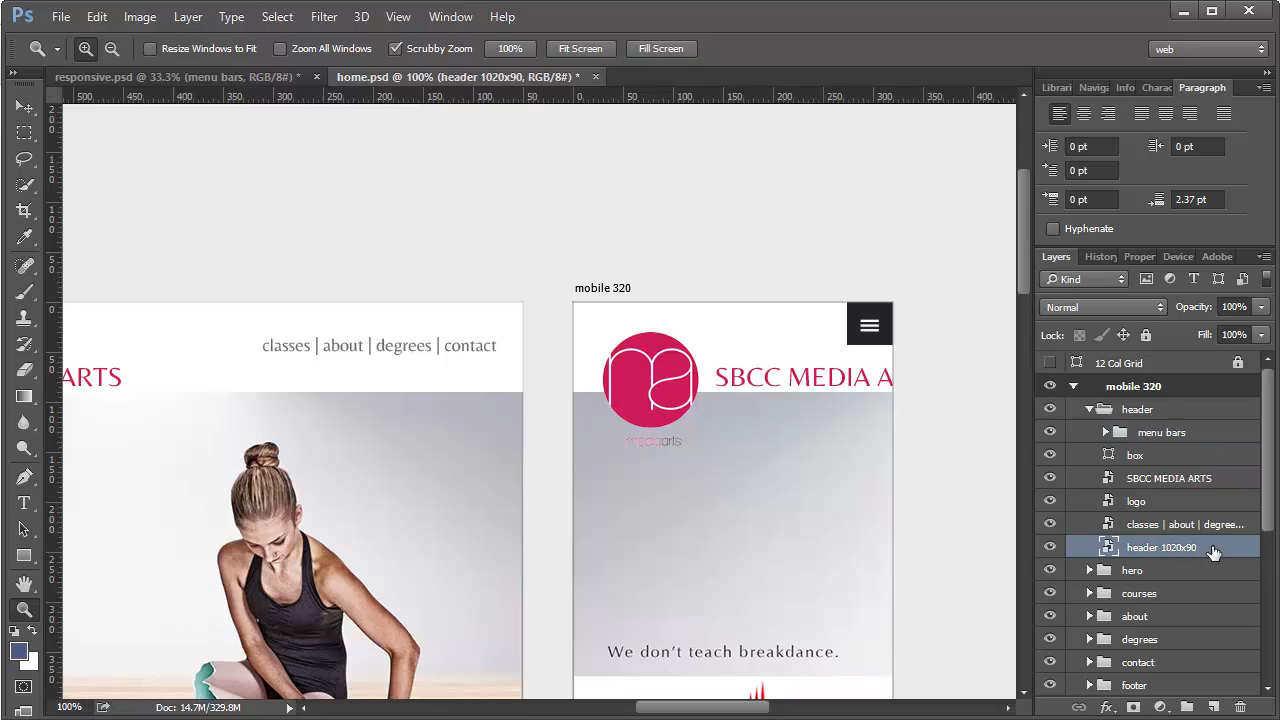 Ps File Edit Image Layer Type Select Filter 3D View Window Help
Resize Windows to Fit Zoom All Windows Scrubby Zoom 100% Fit Screen Fill Screen web
responsive.psd @ 33.3% (menu bars, RGB/8#) * × home.psd @ 100% (header 1020x90, RGB/8#) * ×
500 450 400 350 300 250 200 150 100 50 0 50 100 150 200 250 300 350 400
Librari Naviga Info Charac Paragraph
0 pt 0 pt
0 pt
0 pt 2.37 pt
Hyphenate
Layers History Proper Device Adobe
Kind
Normal Opacity: 100%
Lock: Fill: 100%
12 Col Grid
mobile 320
header
menu bars
box
SBCC MEDIA ARTS
logo
classes | about | degree...
header 1020x90
hero
courses
about
degrees
contact
footer
mobile 320
classes | about | degrees | contact
ARTS
SBCC MEDIA A
ma
mediaarts
We don't teach breakdance.
100% Doc: 14.7M/329.8M